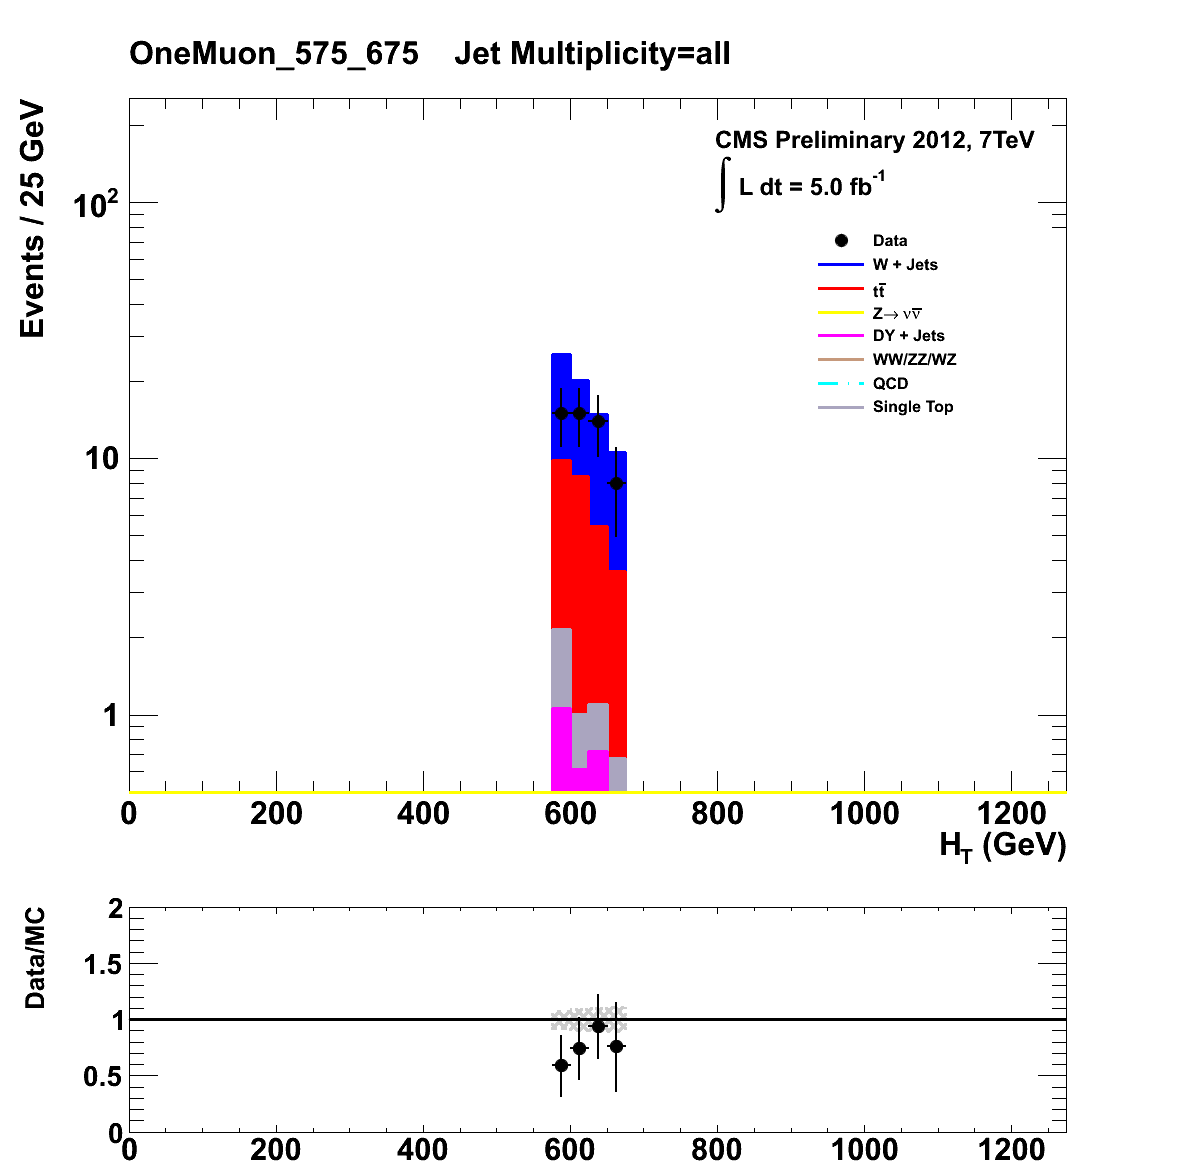 OneMuon_575_675 Jet Multiplicity=all
Events / 25 GeV
CMS Preliminary 2012, 7TeV
∫ L dt = 5.0 fb⁻¹
Data
W + Jets
tt̅
Z→ νν̅
DY + Jets
WW/ZZ/WZ
QCD
Single Top
10²
10
1
0 200 400 600 800 1000 1200
H_T (GeV)
Data/MC
2
1.5
1
0.5
0
0 200 400 600 800 1000 1200